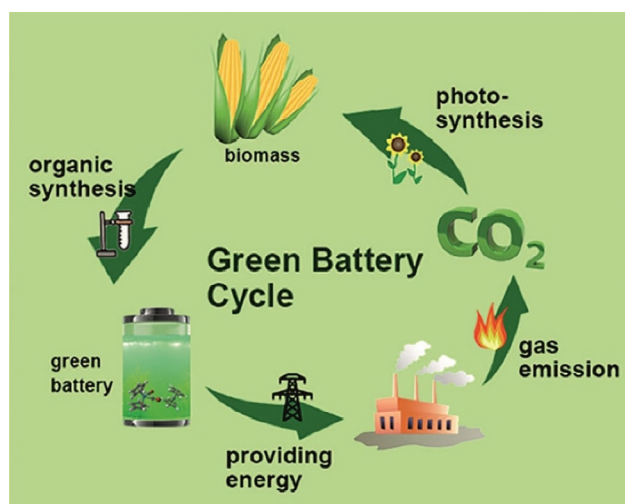 photo-
synthesis
biomass
organic
synthesis
CO₂
Green Battery
Cycle
green
battery
gas
emission
providing
energy